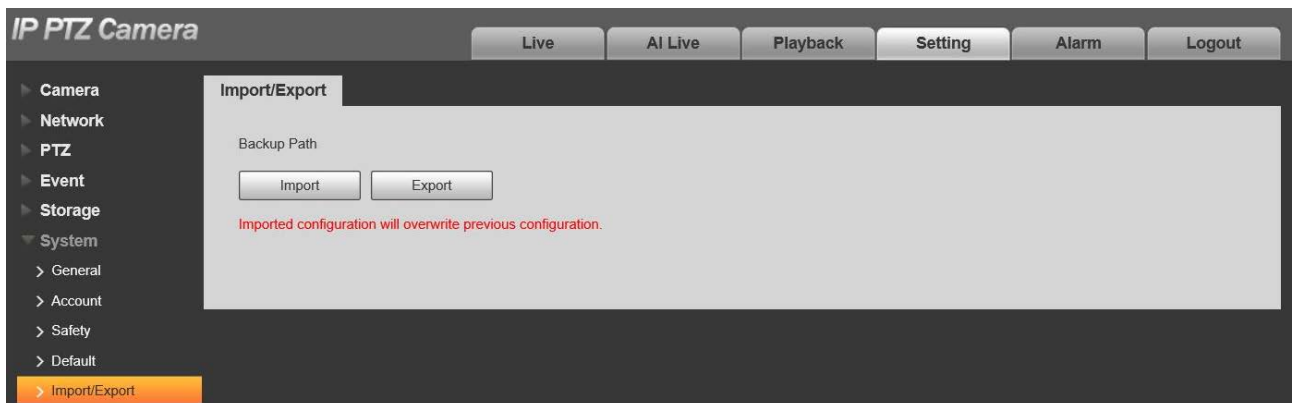 IP PTZ Camera
Live
AI Live
Playback
Setting
Alarm
Logout
Camera
Network
PTZ
Event
Storage
System
General
Account
Safety
Default
Import/Export
Import/Export
Backup Path
Import
Export
Imported configuration will overwrite previous configuration.